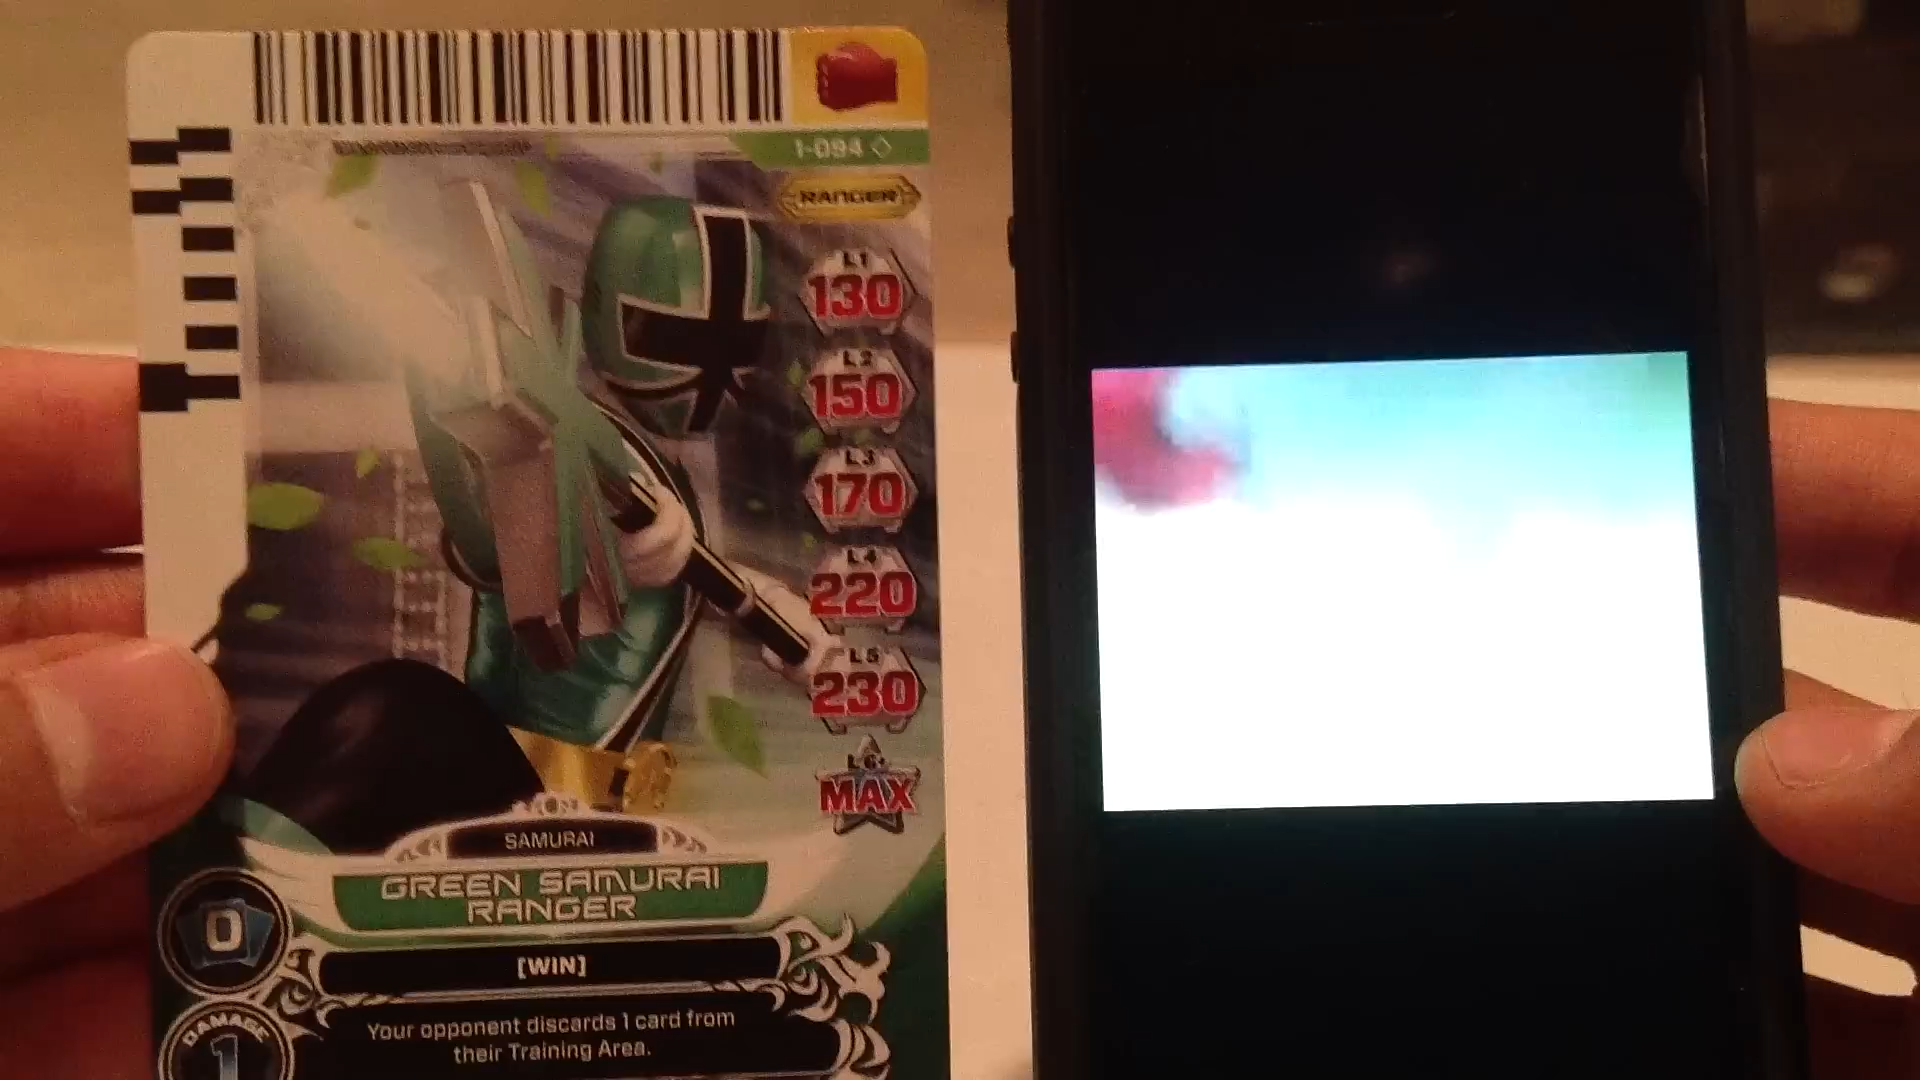 1-094
RANGER
L1
130
L2
150
L3
170
L4
220
L5
230
L6+
MAX
SAMURAI
GREEN SAMURAI
RANGER
0
[WIN]
DAMAGE
1
Your opponent discards 1 card from
their Training Area.